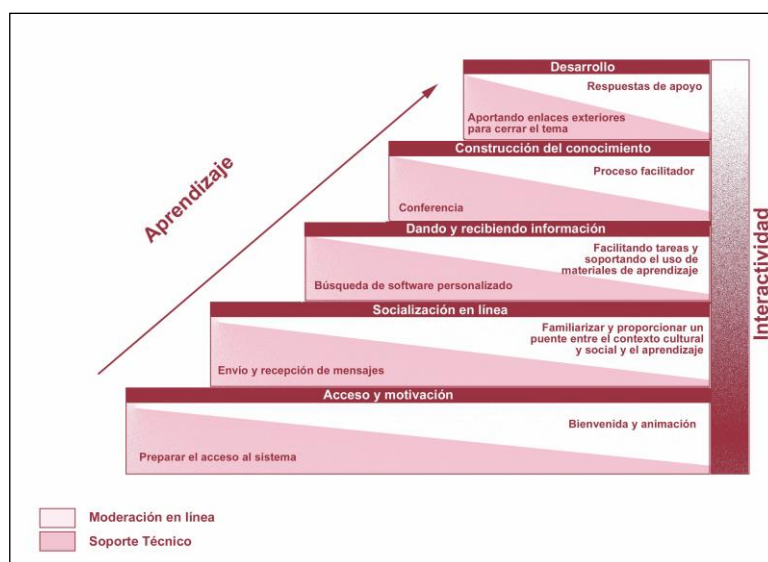 Desarrollo
Respuestas de apoyo
Aportando enlaces exteriores
para cerrar el tema
Construcción del conocimiento
Proceso facilitador
Conferencia
Dando y recibiendo información
Facilitando tareas y
soportando el uso de
materiales de aprendizaje
Búsqueda de software personalizado
Socialización en línea
Familiarizar y proporcionar un
puente entre el contexto cultural
y social y el aprendizaje
Envío y recepción de mensajes
Acceso y motivación
Bienvenida y animación
Preparar el acceso al sistema
Aprendizaje
Interactividad
Moderación en línea
Soporte Técnico